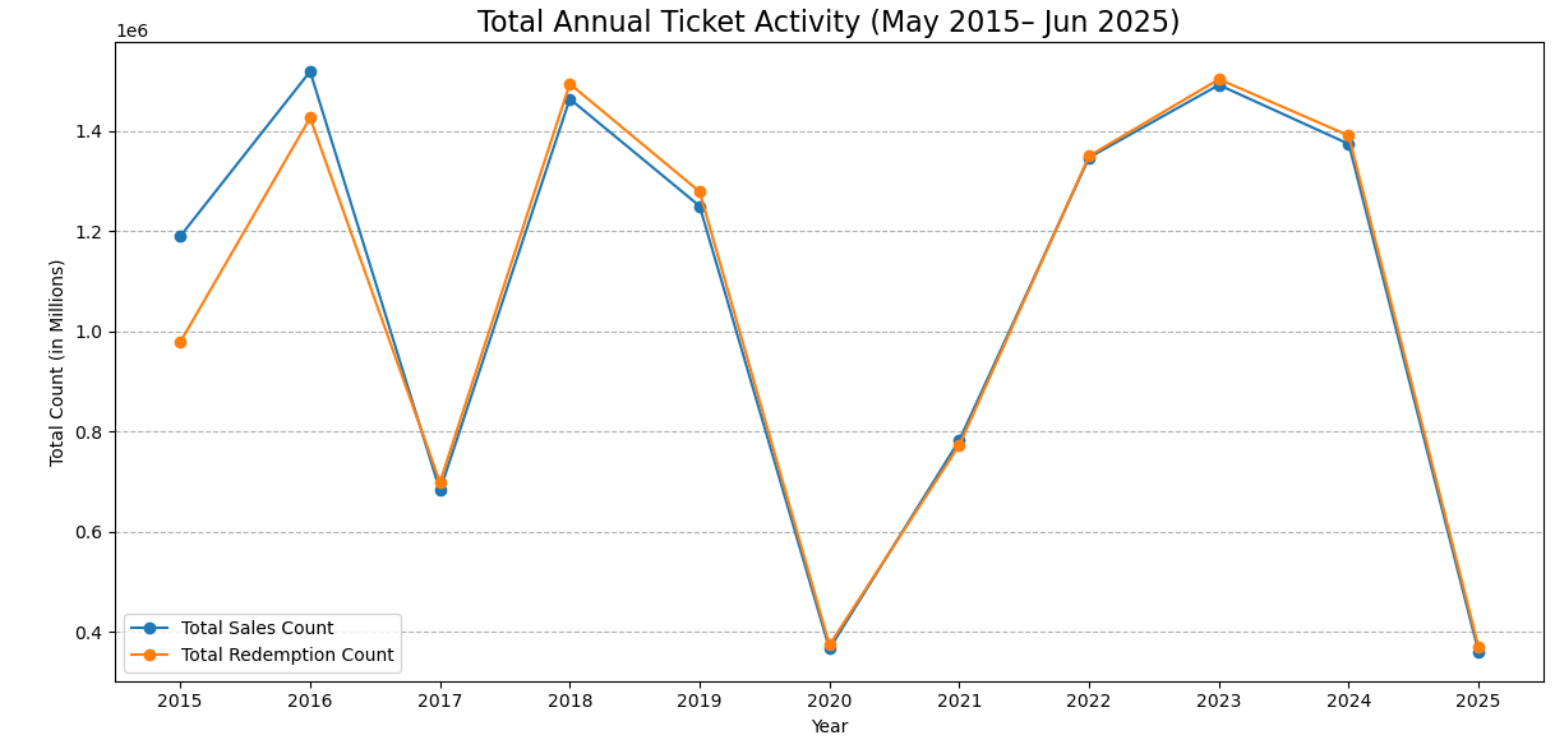 Total Annual Ticket Activity (May 2015– Jun 2025)
1e6
1.4
1.2
1.0
0.8
0.6
0.4
Total Count (in Millions)
Total Sales Count
Total Redemption Count
2015 2016 2017 2018 2019 2020 2021 2022 2023 2024 2025
Year